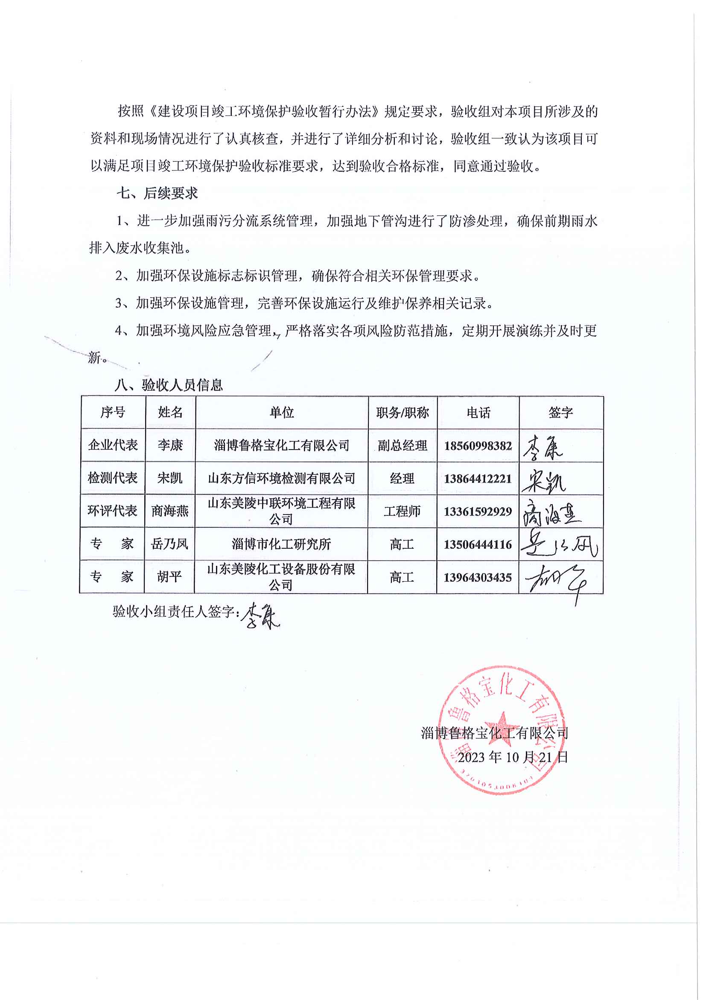 按照《建设项目竣工环境保护验收暂行办法》规定要求，验收组对本项目所涉及的
资料和现场情况进行了认真核查，并进行了详细分析和讨论，验收组一致认为该项目可
以满足项目竣工环境保护验收标准要求，达到验收合格标准，同意通过验收。
七、后续要求
1、进一步加强雨污分流系统管理，加强地下管沟进行了防渗处理，确保前期雨水
排入废水收集池。
2、加强环保设施标志标识管理，确保符合相关环保管理要求。
3、加强环保设施管理，完善环保设施运行及维护保养相关记录。
4、加强环境风险应急管理，严格落实各项风险防范措施，定期开展演练并及时更
新。
八、验收人员信息
序号 姓名 单位 职务/职称 电话 签字
企业代表 李康 淄博鲁格宝化工有限公司 副总经理 18560998382 李康
检测代表 宋凯 山东方信环境检测有限公司 经理 13864412221 宋凯
环评代表 商海燕 山东美陵中联环境工程有限
公司 工程师 13361592929 商海燕
专 家 岳乃凤 淄博市化工研究所 高工 13506444116 岳乃凤
专 家 胡平 山东美陵化工设备股份有限
公司 高工 13964303435 胡平
验收小组责任人签字：李康
淄博鲁格宝化工有限公司
淄博鲁格宝化工有限公司
2023 年 10 月 21 日